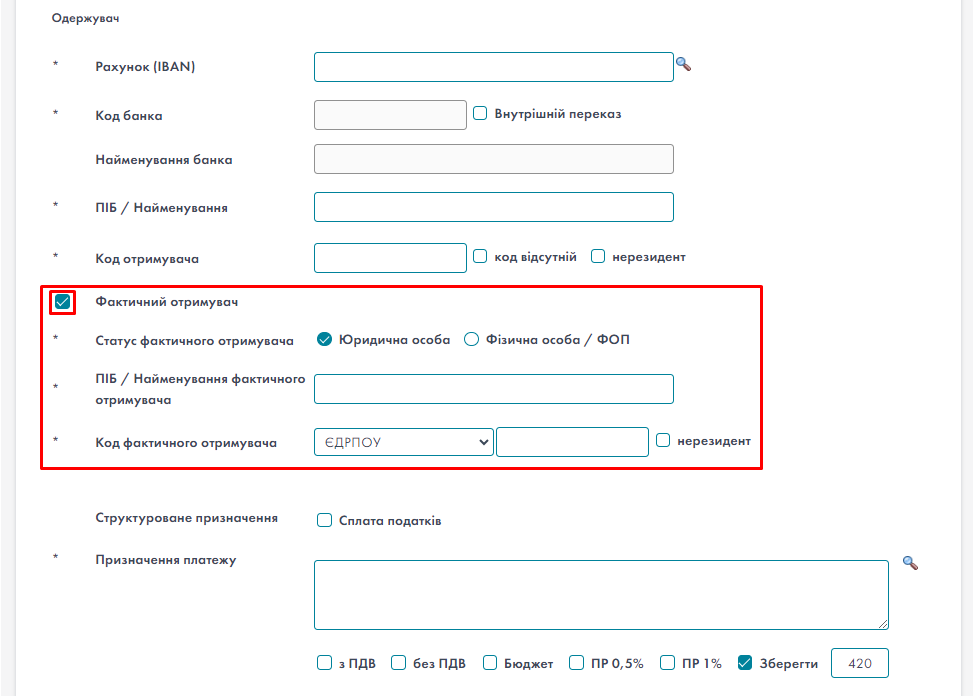 Одержувач
* Рахунок (IBAN)
* Код банка Внутрішній переказ
Найменування банка
* ПІБ / Найменування
* Код отримувача код відсутній нерезидент
Фактичний отримувач
* Статус фактичного отримувача Юридична особа Фізична особа / ФОП
* ПІБ / Найменування фактичного
отримувача
* Код фактичного отримувача ЄДРПОУ нерезидент
Структуроване призначення Сплата податків
* Призначення платежу
з ПДВ без ПДВ Бюджет ПР 0,5% ПР 1% Зберегти 420